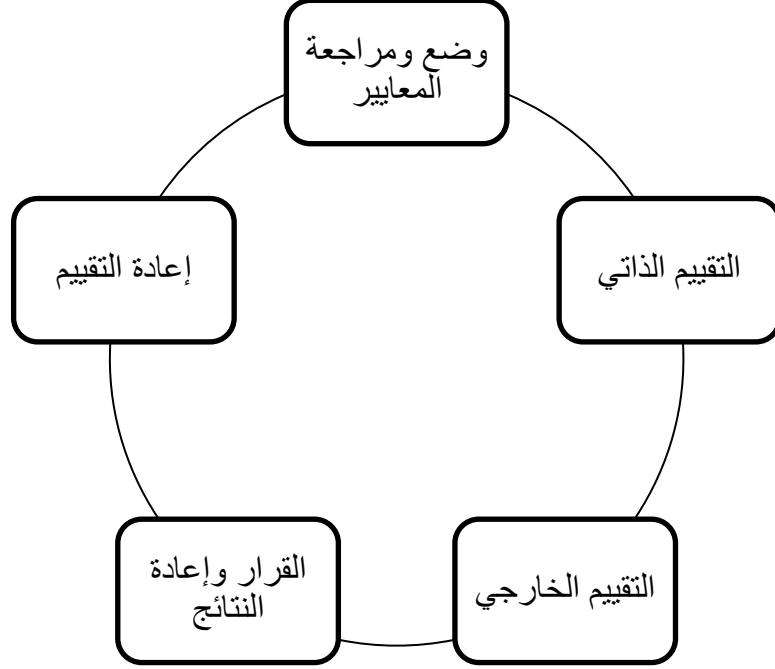 وضع ومراجعة
المعايير
التقييم الذاتي
التقييم الخارجي
القرار وإعادة
النتائج
إعادة التقييم